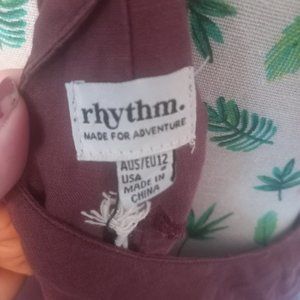 rhythm.
MADE FOR ADVENTURE
AUS/EU12
USA
MADE IN
CHINA